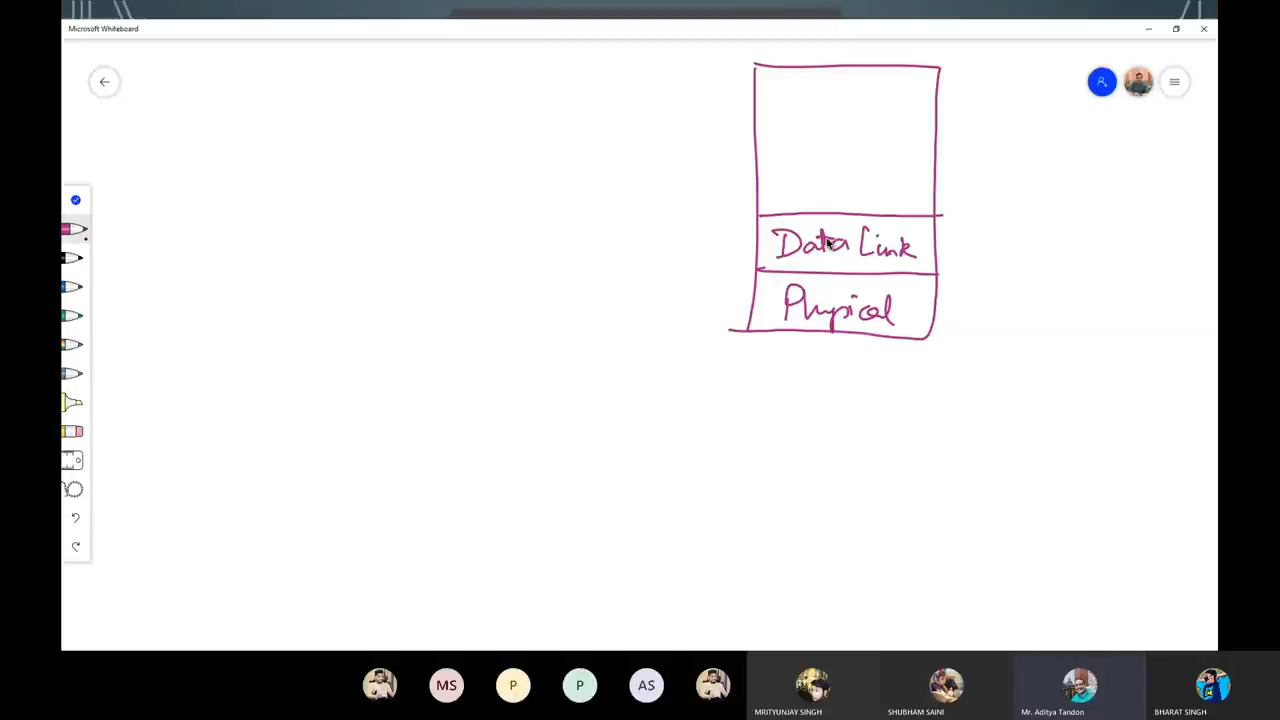 Microsoft Whiteboard
Data Link
Physical
MS
P
P
AS
MRITYUNJAY SINGH
SHUBHAM SAINI
Mr. Aditya Tandon
BHARAT SINGH